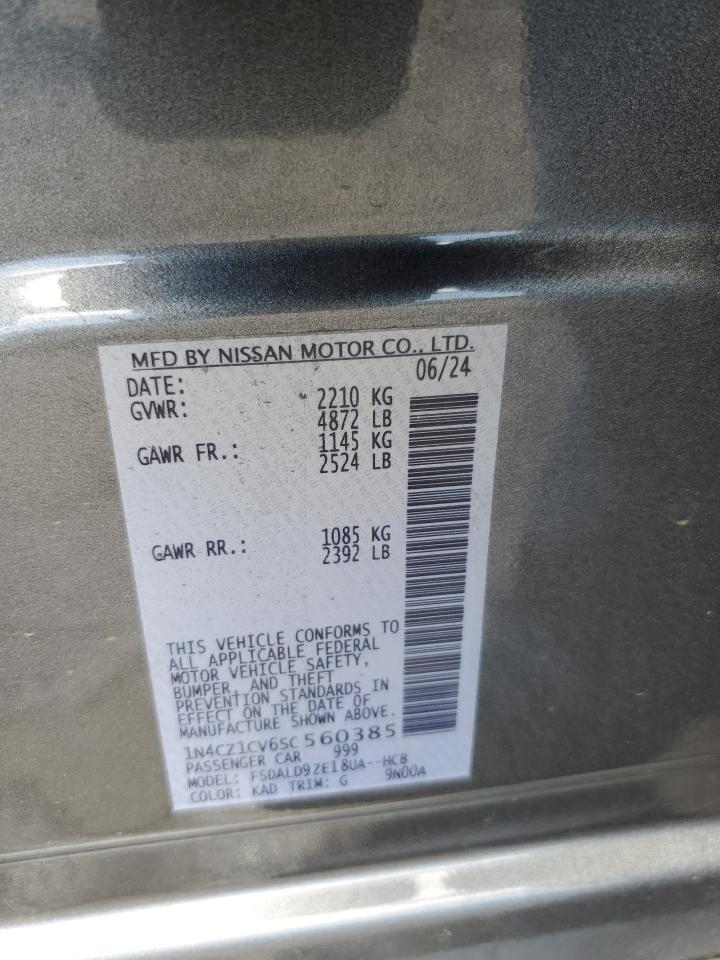 MFD BY NISSAN MOTOR CO., LTD.
DATE: 06/24
GVWR: 2210 KG
4872 LB
GAWR FR.: 1145 KG
2524 LB
GAWR RR.: 1085 KG
2392 LB
THIS VEHICLE CONFORMS TO
ALL APPLICABLE FEDERAL
MOTOR VEHICLE SAFETY,
BUMPER, AND THEFT
PREVENTION STANDARDS IN
EFFECT ON THE DATE OF
MANUFACTURE SHOWN ABOVE.
1N4CZ1CV6SC560385
PASSENGER CAR 999
MODEL: FSDALD9ZE18UA--HCB
COLOR: KAD TRIM: G 9N00A